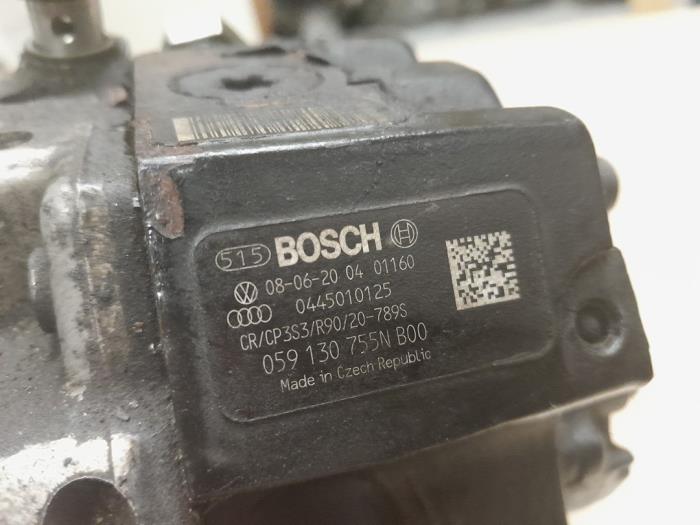 515 BOSCH
08-06-20 04 01160
0445010125
CR/CP3S3/R90/20-789S
059 130 755N B00
Made in Czech Republic